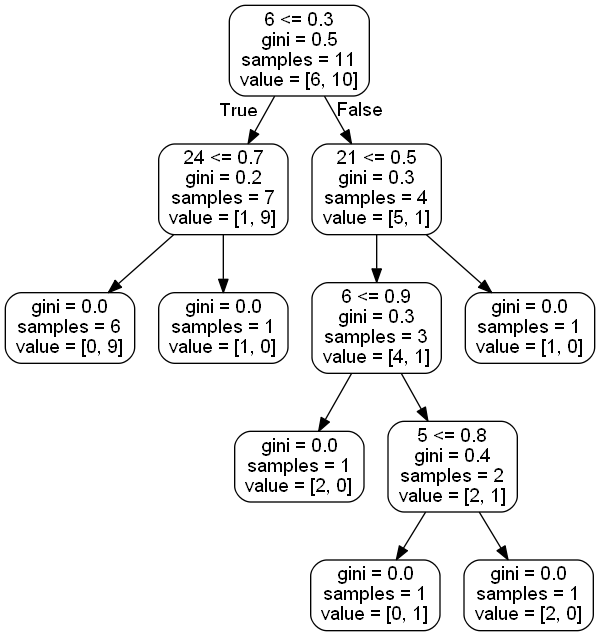 6 <= 0.3
gini = 0.5
samples = 11
value = [6, 10]
True
False
24 <= 0.7
gini = 0.2
samples = 7
value = [1, 9]
21 <= 0.5
gini = 0.3
samples = 4
value = [5, 1]
gini = 0.0
samples = 6
value = [0, 9]
gini = 0.0
samples = 1
value = [1, 0]
6 <= 0.9
gini = 0.3
samples = 3
value = [4, 1]
gini = 0.0
samples = 1
value = [1, 0]
gini = 0.0
samples = 1
value = [2, 0]
5 <= 0.8
gini = 0.4
samples = 2
value = [2, 1]
gini = 0.0
samples = 1
value = [0, 1]
gini = 0.0
samples = 1
value = [2, 0]